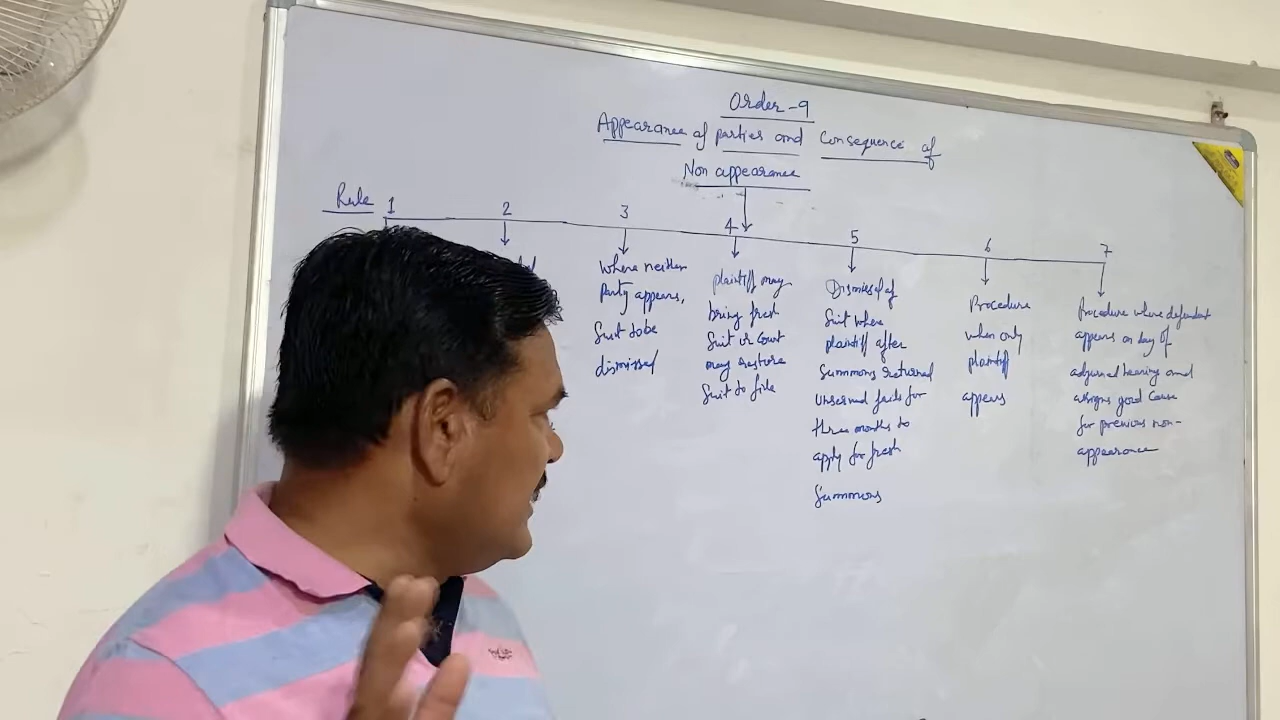 Order-9
Appearance of parties and Consequence of
Non appearance
Rule 1 2 3 4 5 6 7
Where neither
Party appears,
Suit to be
dismissed
plaintiff may
bring fresh
Suit or Court
may restore
Suit to file
Dismissal of
Suit where
plaintiff after
Summons returned
unserved fails for
three months to
apply for fresh
Summons
Procedure
when only
plaintiff
appears
Procedure where defendant
appears on day of
adjourned hearing and
assigns good Cause
for previous non-
appearance